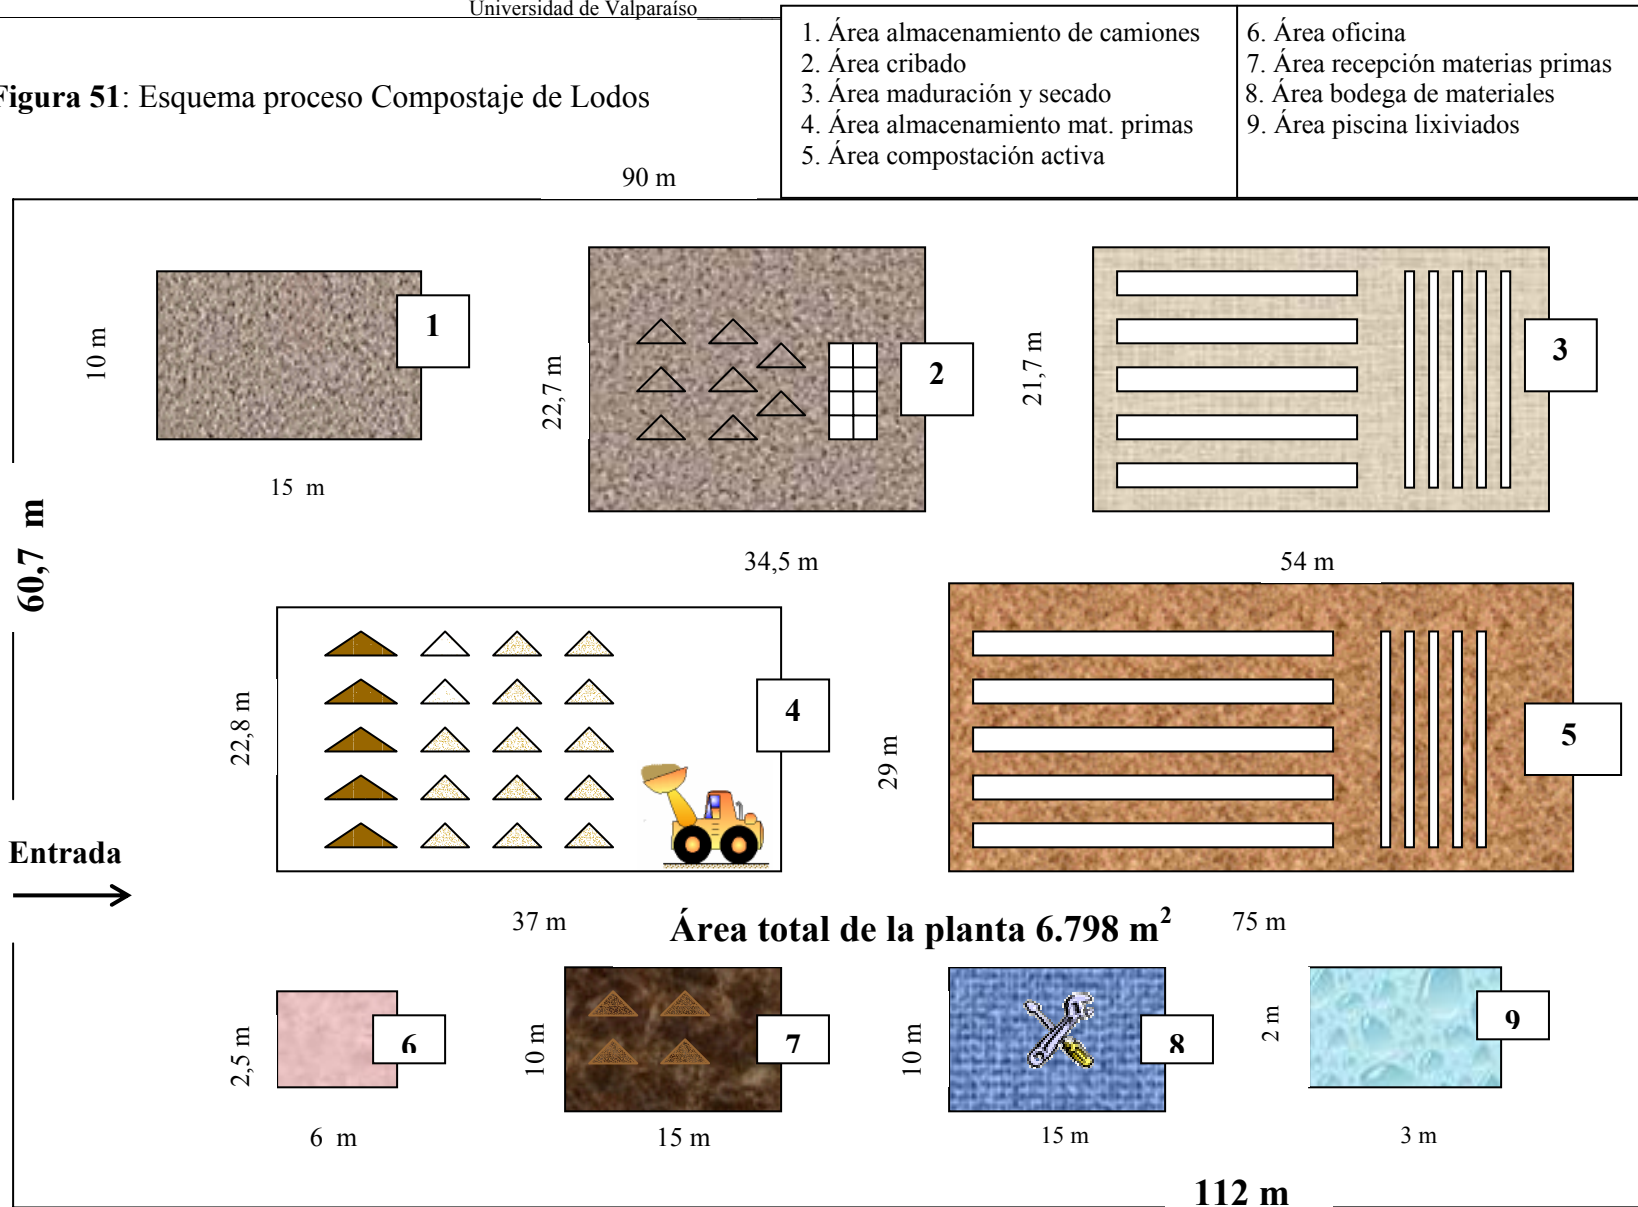 Universidad de Valparaíso
1. Área almacenamiento de camiones
2. Área cribado
3. Área maduración y secado
4. Área almacenamiento mat. primas
5. Área compostación activa
6. Área oficina
7. Área recepción materias primas
8. Área bodega de materiales
9. Área piscina lixiviados
Figura 51: Esquema proceso Compostaje de Lodos
90 m
10 m
1
15 m
22,7 m
2
34,5 m
21,7 m
3
54 m
60,7 m
22,8 m
4
37 m
29 m
5
75 m
Entrada
Área total de la planta 6.798 m²
2,5 m
6
6 m
10 m
7
15 m
10 m
8
15 m
2 m
9
3 m
112 m